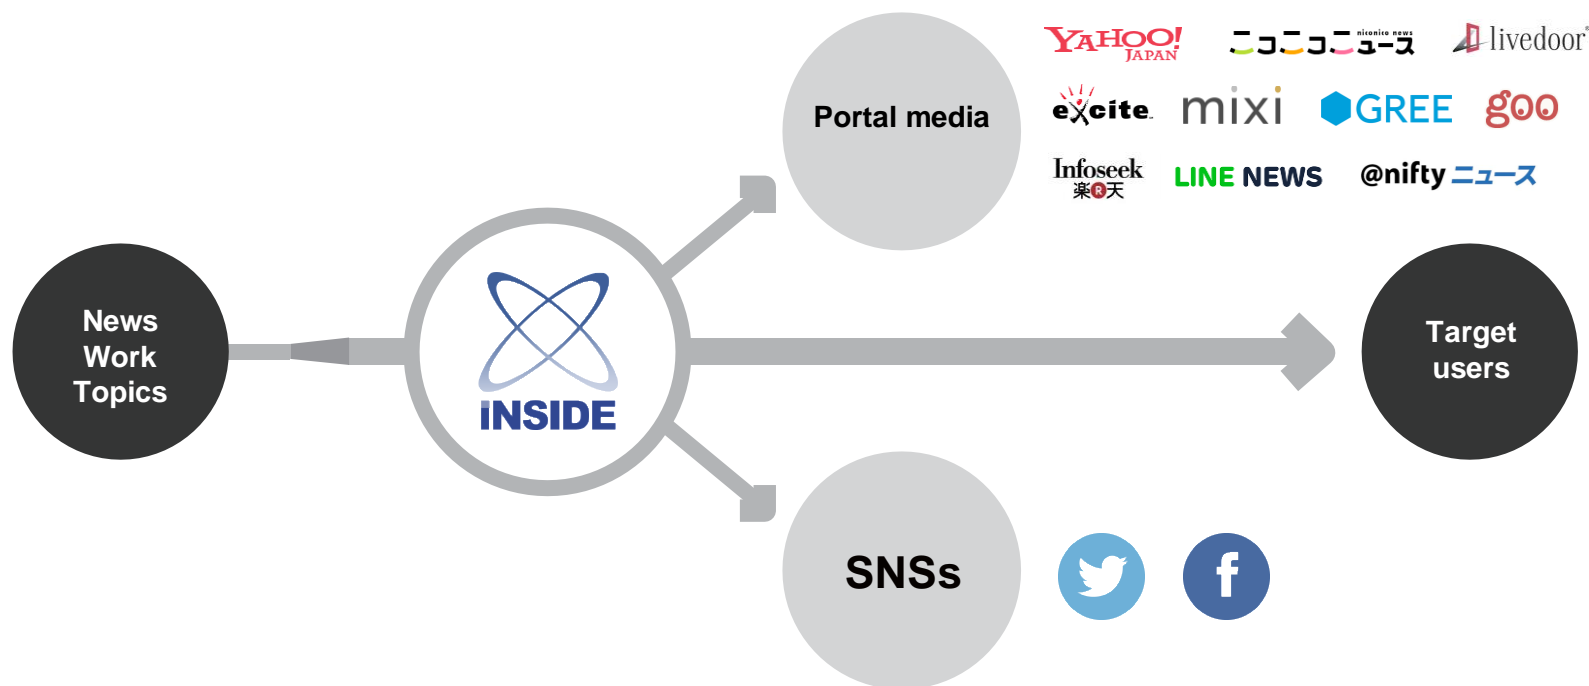 YAHOO!
JAPAN
niconico news
ニコニコニュース
livedoor®
Portal media
excite
mixi
GREE
goo
Infoseek
楽R天
LINE NEWS
@nifty ニュース
News
Work
Topics
iNSIDE
Target
users
SNSs
f